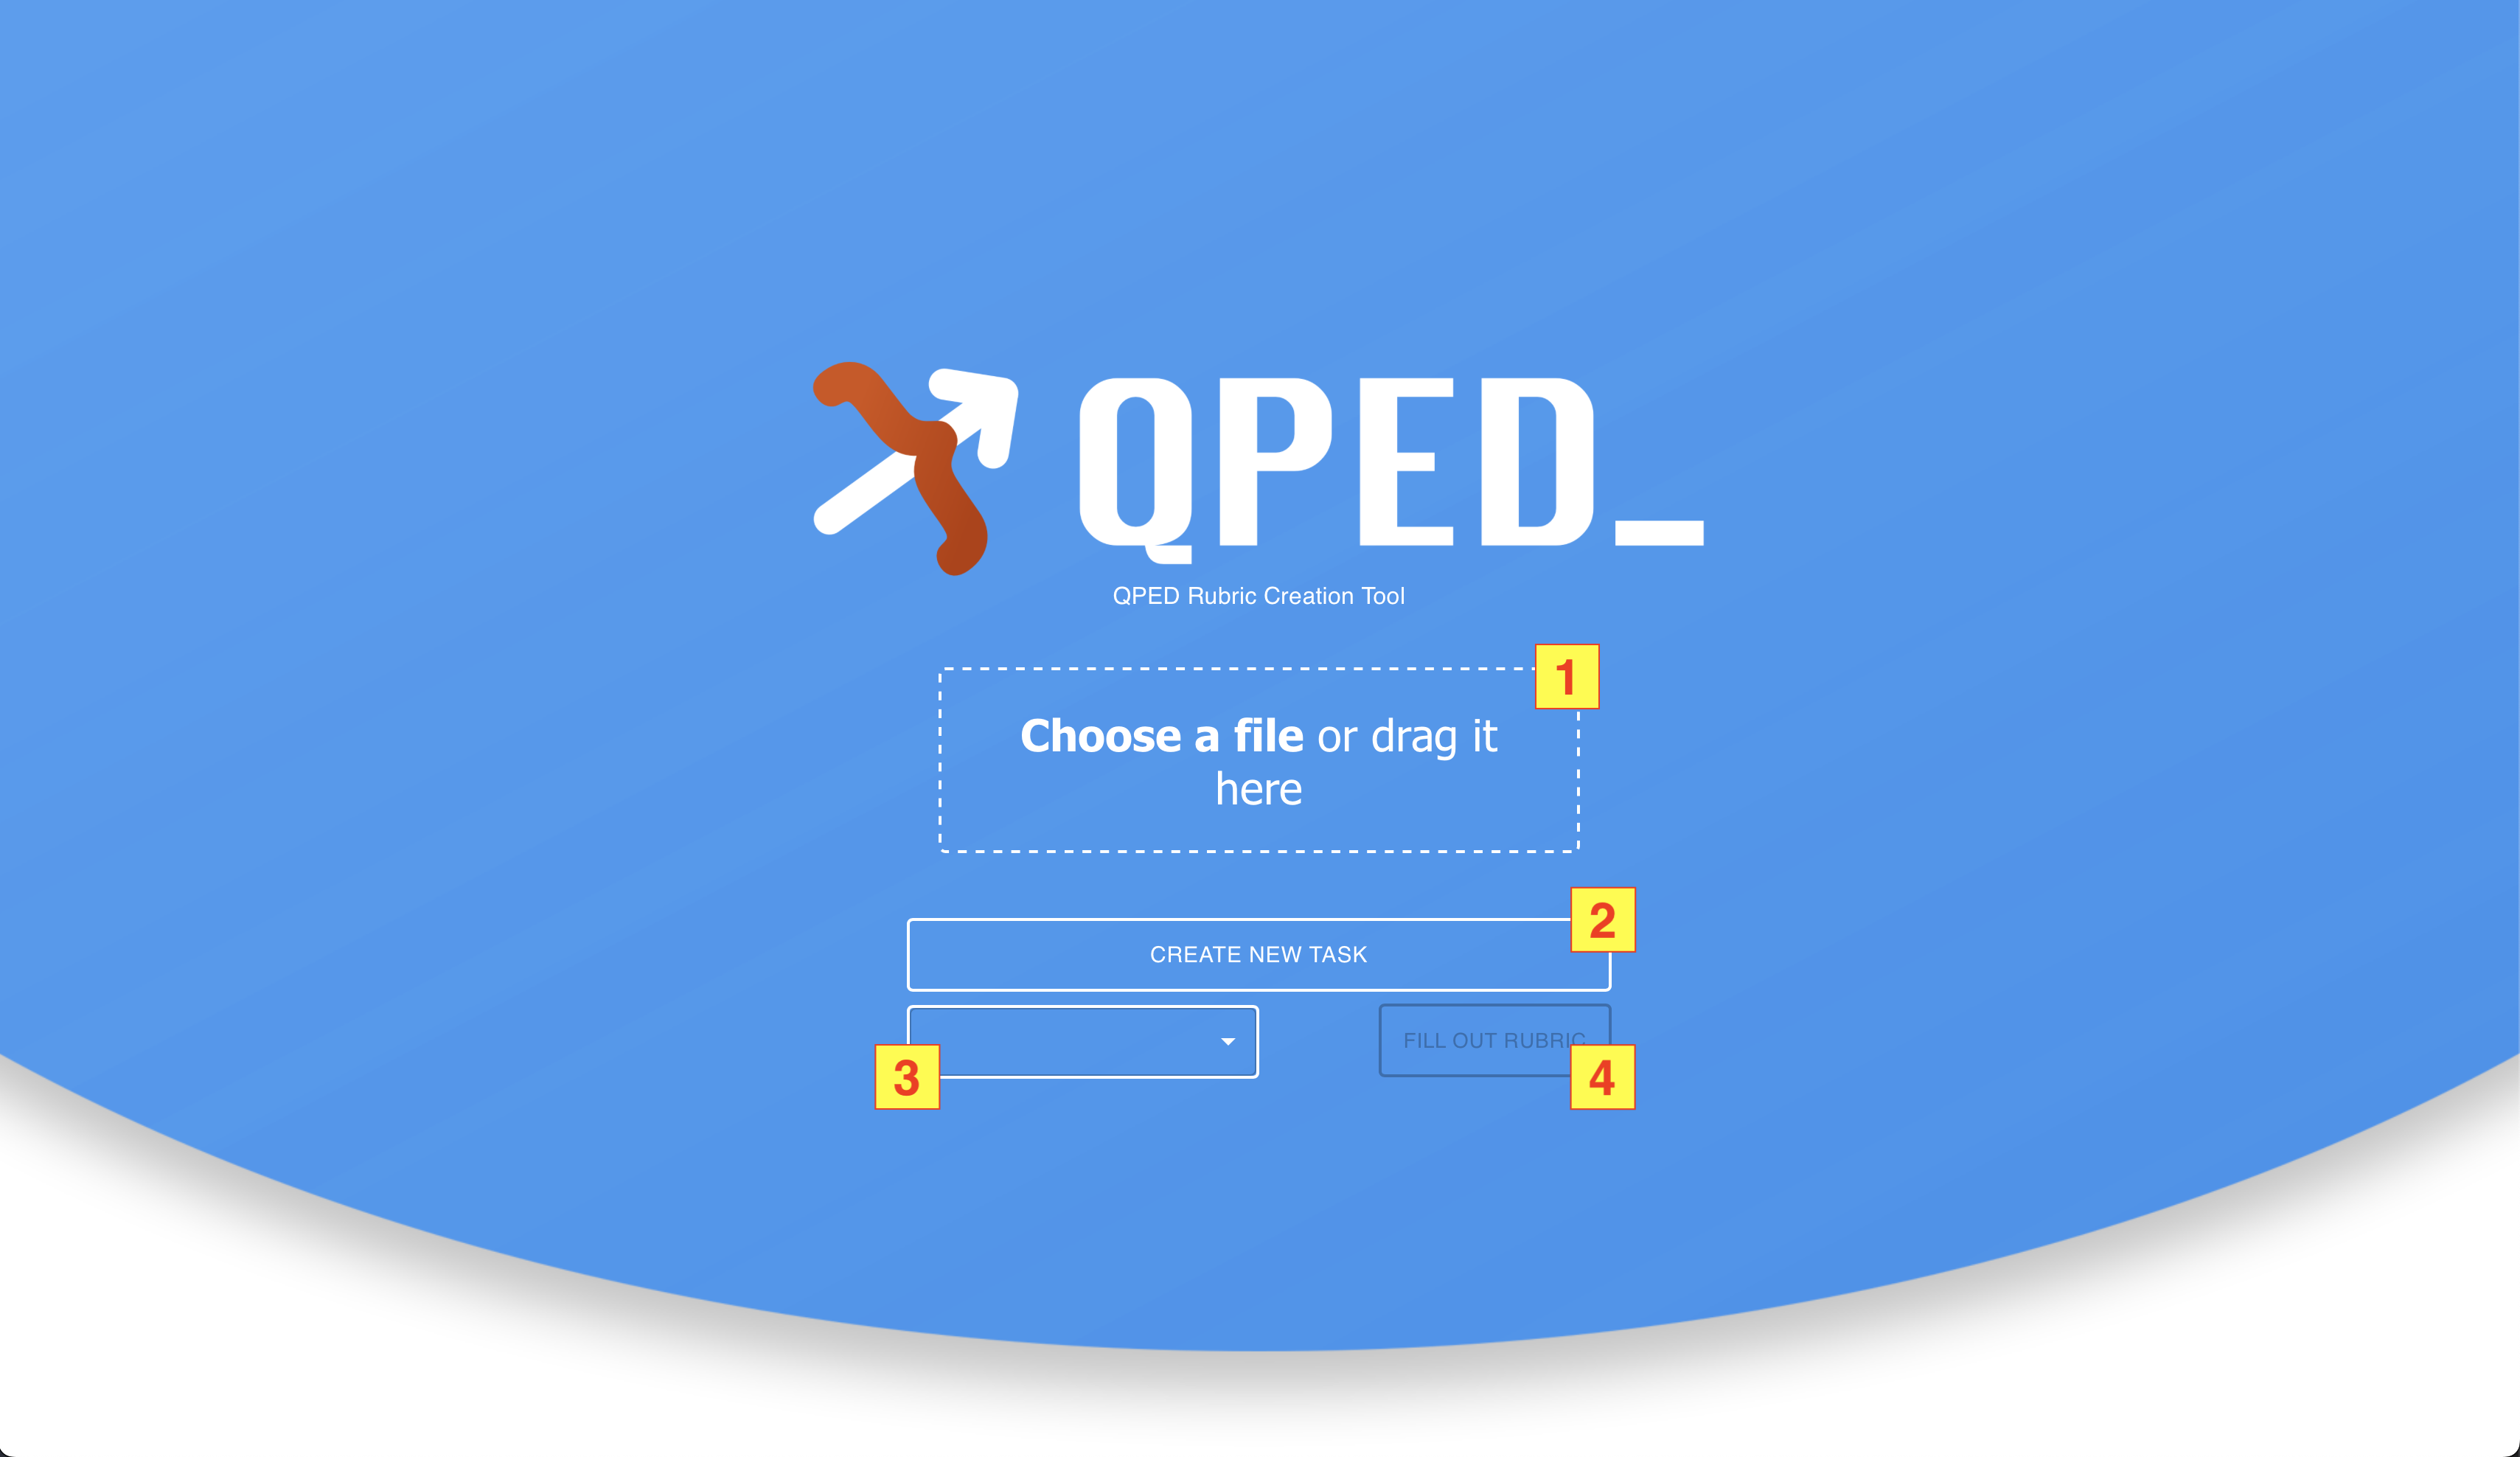 QPED_
QPED Rubric Creation Tool
1
Choose a file or drag it
here
2
CREATE NEW TASK
FILL OUT RUBRIC
3
4